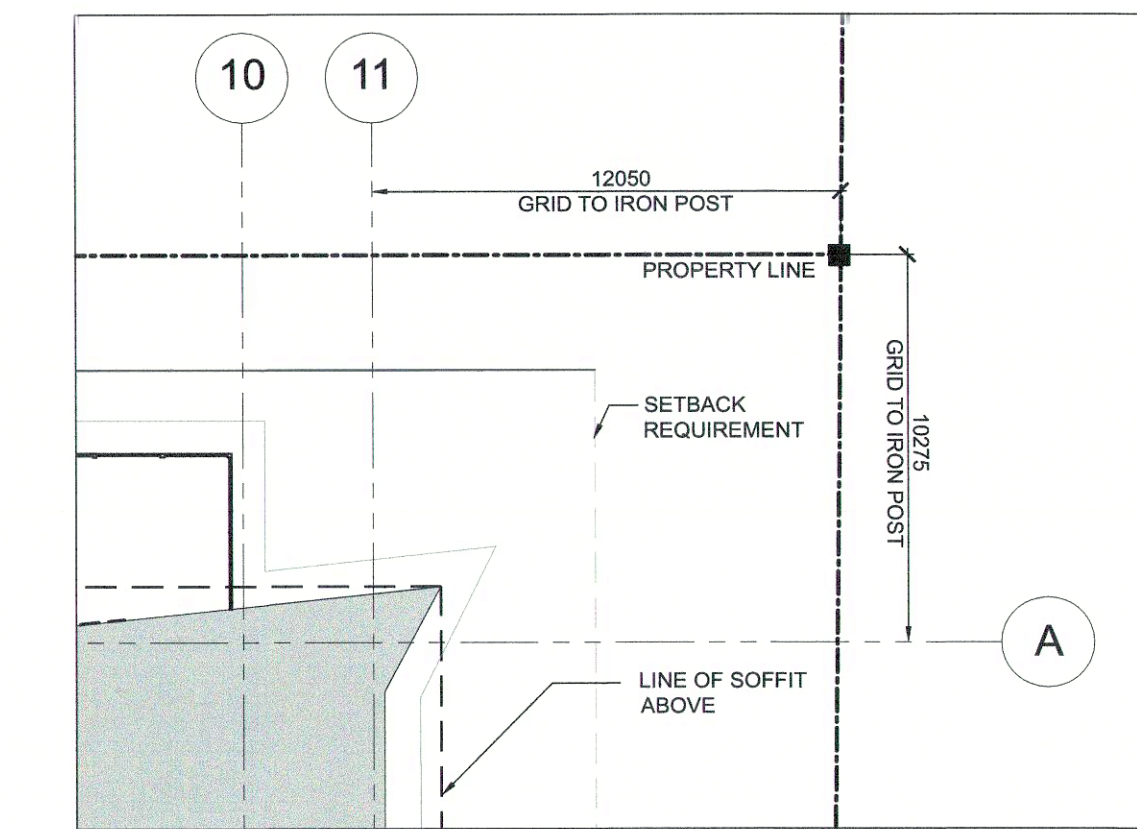 10
11
12050
GRID TO IRON POST
PROPERTY LINE
10275
GRID TO IRON POST
SETBACK
REQUIREMENT
A
LINE OF SOFFIT
ABOVE